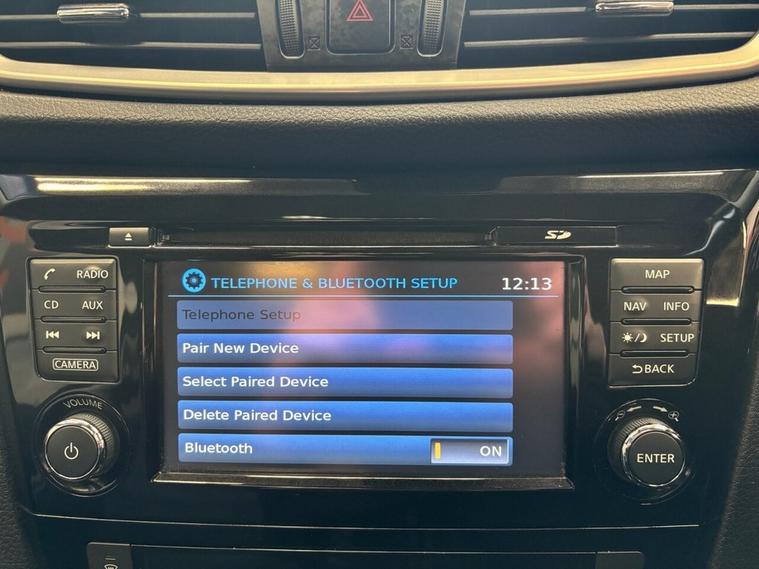 SD
RADIO
CD AUX
CAMERA
VOLUME
TELEPHONE & BLUETOOTH SETUP 12:13
Telephone Setup
Pair New Device
Select Paired Device
Delete Paired Device
Bluetooth ON
MAP
NAV INFO
SETUP
BACK
ENTER